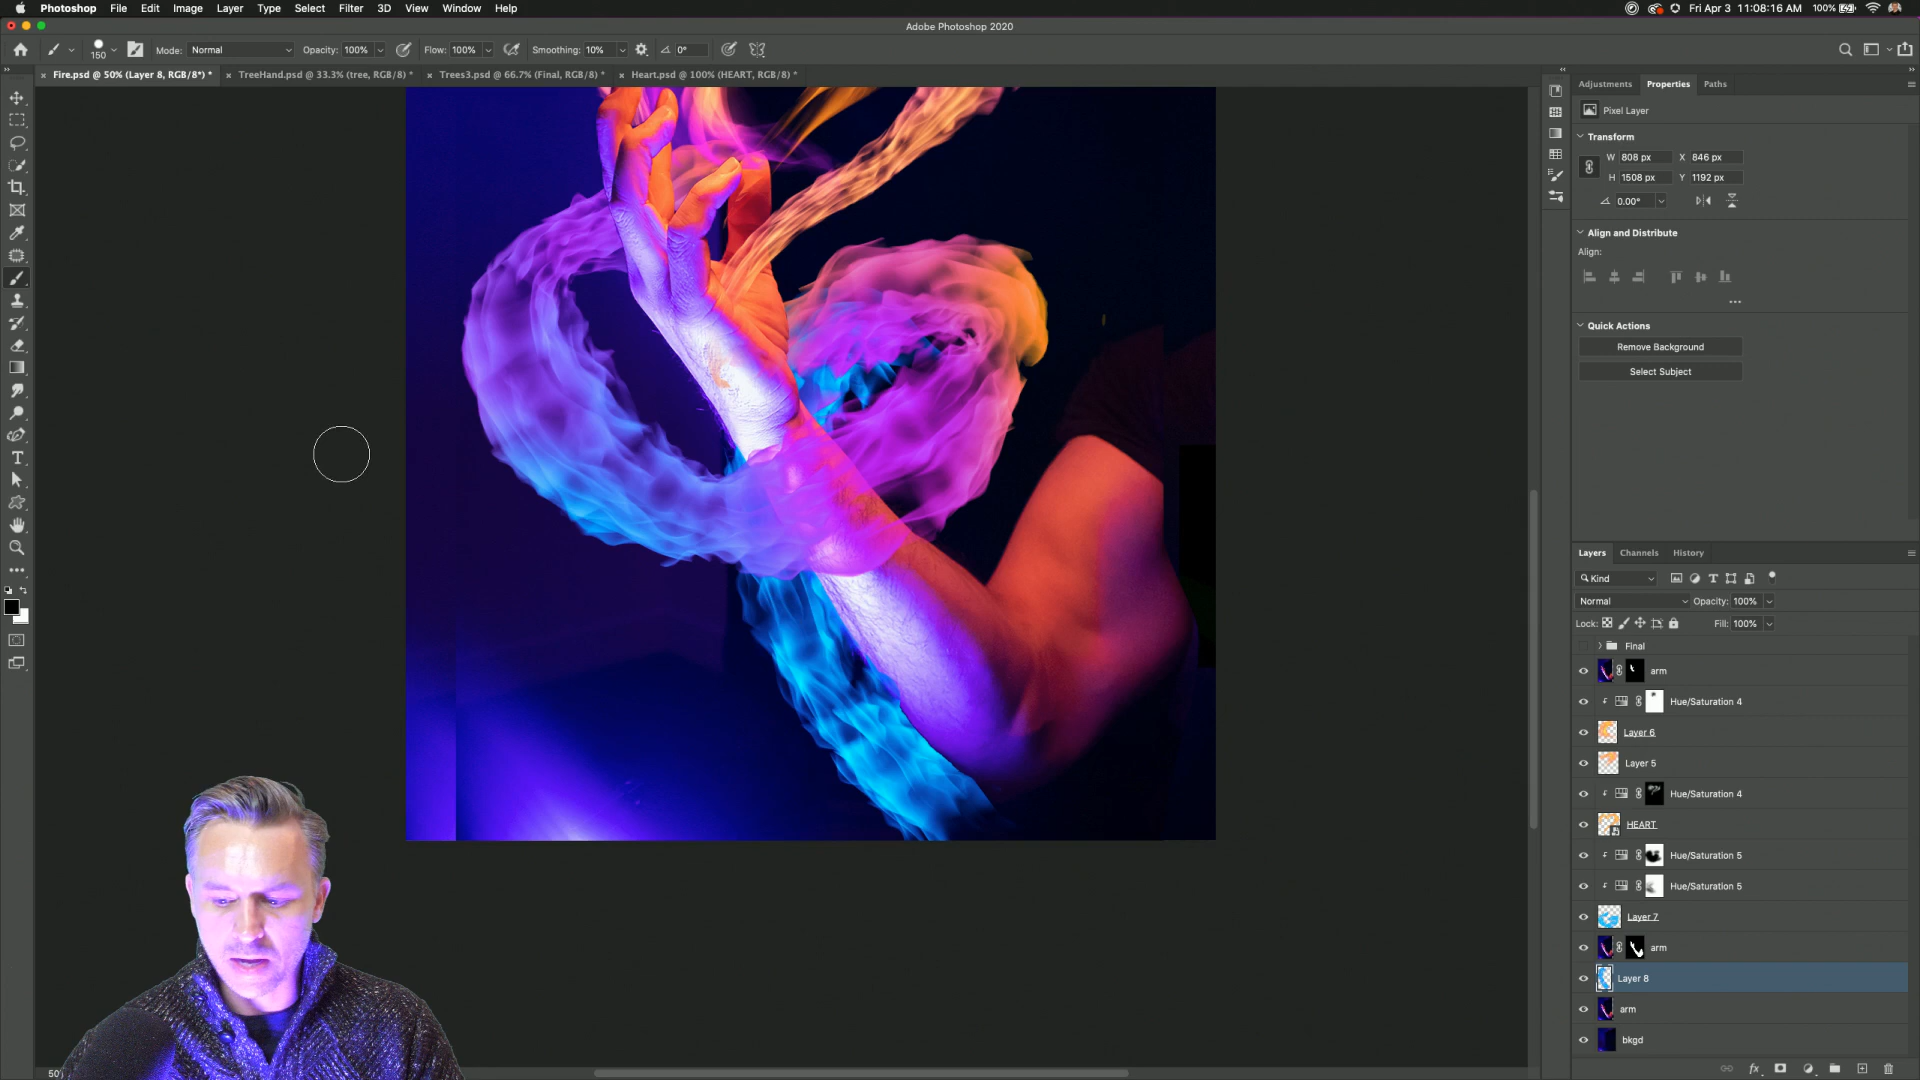 Photoshop File Edit Image Layer Type Select Filter 3D View Window Help Fri Apr 3 11:08:16 AM 100%
Adobe Photoshop 2020
150 Mode: Normal Opacity: 100% Flow: 100% Smoothing: 10% 0°
Fire.psd @ 50% (Layer 8, RGB/8*) * TreeHand.psd @ 33.3% (tree, RGB/8) * Trees3.psd @ 66.7% (Final, RGB/8) * Heart.psd @ 100% (HEART, RGB/8) *
Adjustments Properties Paths
Pixel Layer
Transform
W 808 px X 846 px
H 1508 px Y 1192 px
0.00°
Align and Distribute
Align:
Quick Actions
Remove Background
Select Subject
Layers Channels History
Kind
Normal Opacity: 100%
Lock: Fill: 100%
Final
arm
Hue/Saturation 4
Layer 6
Layer 5
Hue/Saturation 4
HEART
Hue/Saturation 5
Hue/Saturation 5
Layer 7
arm
Layer 8
arm
bkgd
fx